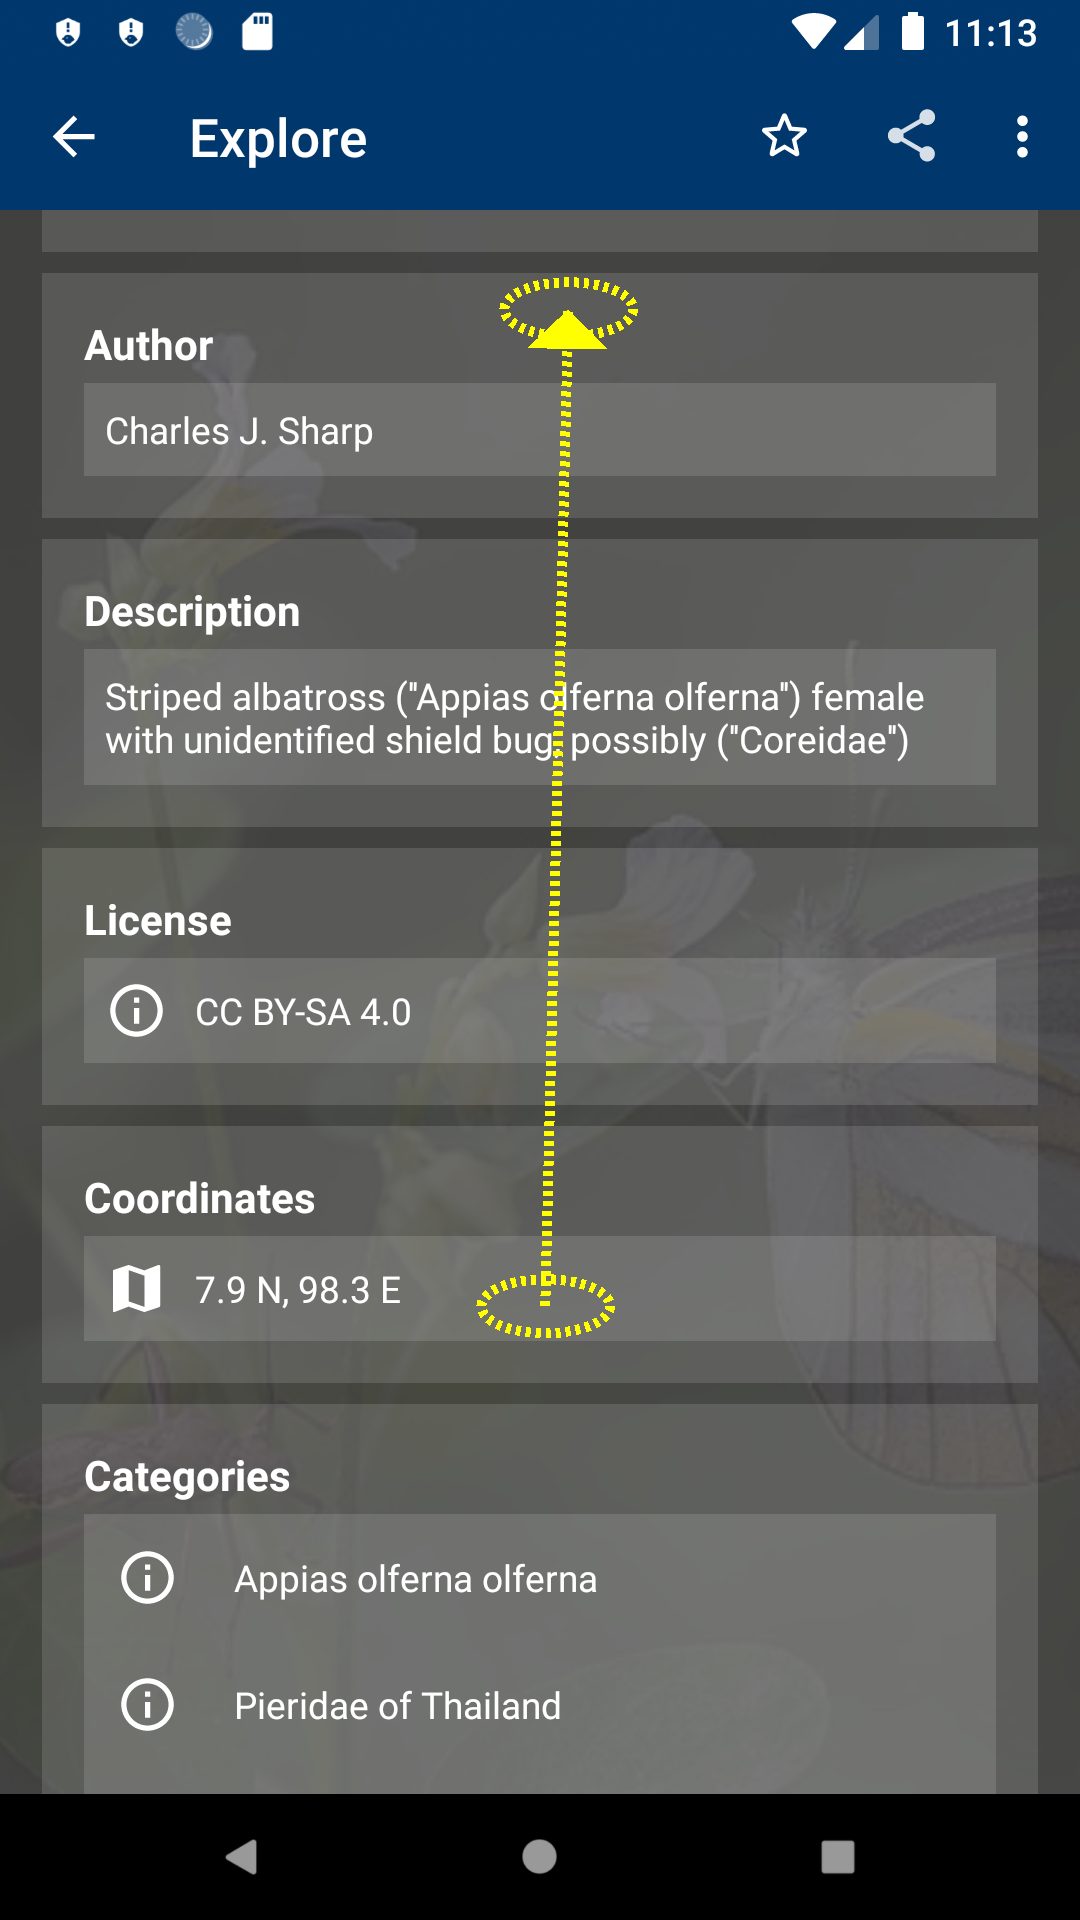 11:13
Explore
Author
Charles J. Sharp
Description
Striped albatross ("Appias olferna olferna") female
with unidentified shield bug, possibly ("Coreidae")
License
CC BY-SA 4.0
Coordinates
7.9 N, 98.3 E
Categories
Appias olferna olferna
Pieridae of Thailand